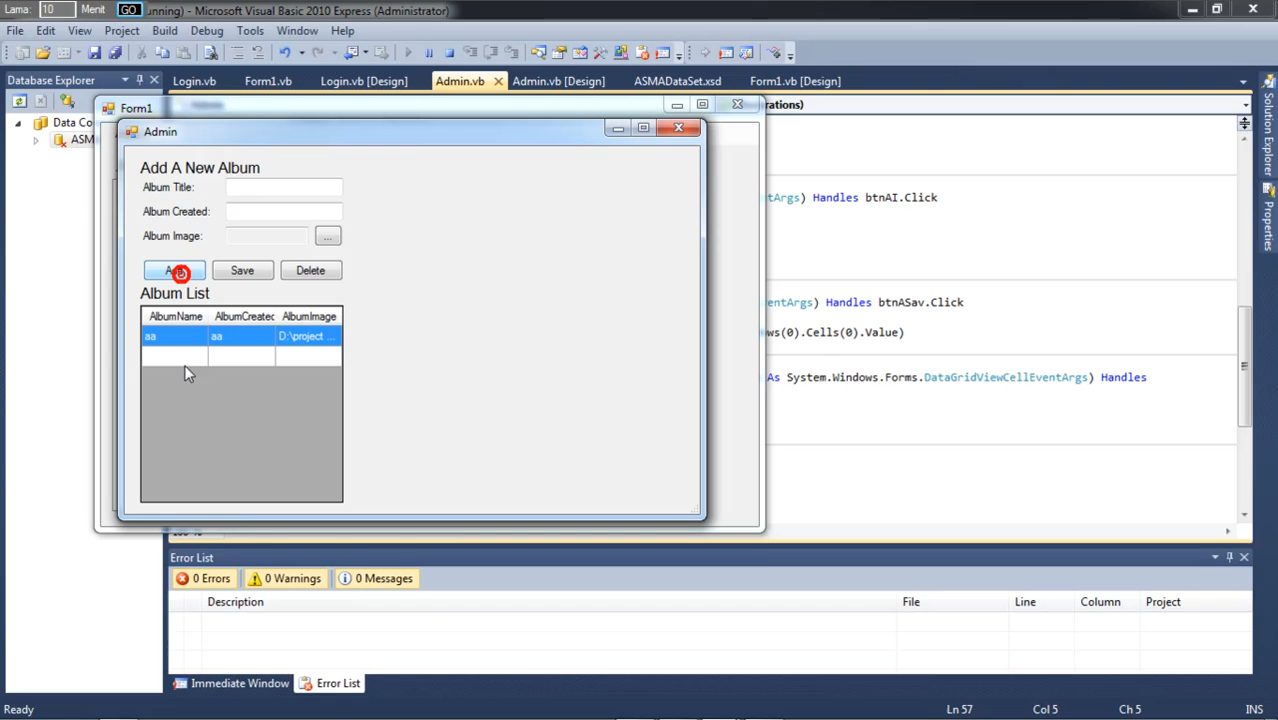 Lama: 10 Menit GO unning) - Microsoft Visual Basic 2010 Express (Administrator)
File Edit View Project Build Debug Tools Window Help
Database Explorer
Login.vb Form1.vb Login.vb [Design] Admin.vb Admin.vb [Design] ASMADataSet.xsd Form1.vb [Design]
Form1
rations)
Data Co
ASM
Admin
Add A New Album
Album Title:
Album Created:
Album Image: ...
Save Delete
Album List
AlbumName AlbumCreated AlbumImage
aa aa D:\project ...
tArgs) Handles btnAI.Click
entArgs) Handles btnASav.Click
ws(0).Cells(0).Value)
As System.Windows.Forms.DataGridViewCellEventArgs) Handles
Solution Explorer
Properties
Error List
0 Errors 0 Warnings 0 Messages
Description File Line Column Project
Immediate Window Error List
Ready Ln 57 Col 5 Ch 5 INS